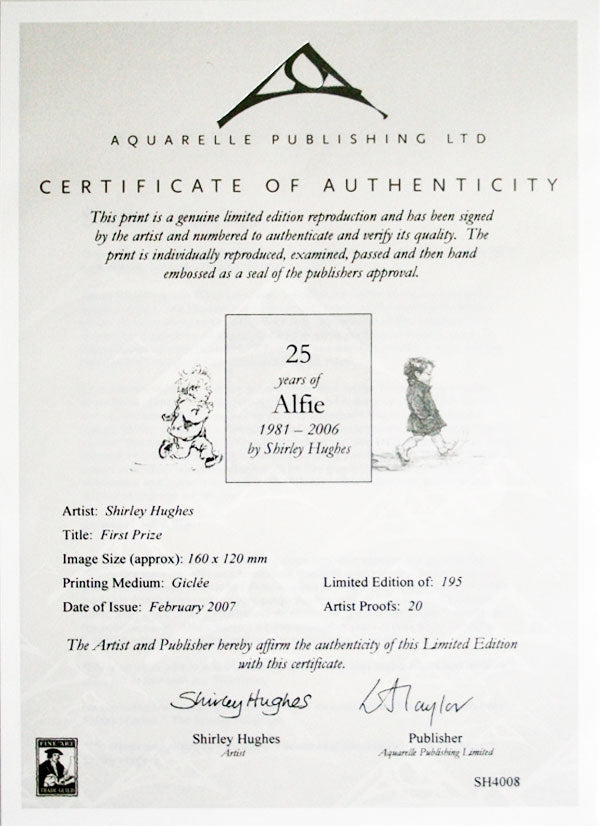 AQUARELLE PUBLISHING LTD
CERTIFICATE OF AUTHENTICITY
This print is a genuine limited edition reproduction and has been signed
by the artist and numbered to authenticate and verify its quality. The
print is individually reproduced, examined, passed and then hand
embossed as a seal of the publishers approval.
25
years of
Alfie
1981 – 2006
by Shirley Hughes
Artist: Shirley Hughes
Title: First Prize
Image Size (approx): 160 x 120 mm
Printing Medium: Giclée
Limited Edition of: 195
Date of Issue: February 2007
Artist Proofs: 20
The Artist and Publisher hereby affirm the authenticity of this Limited Edition
with this certificate.
Shirley Hughes
L A Taylor
Shirley Hughes
Publisher
Artist
Aquarelle Publishing Limited
FINE ART
TRADE GUILD
SH4008